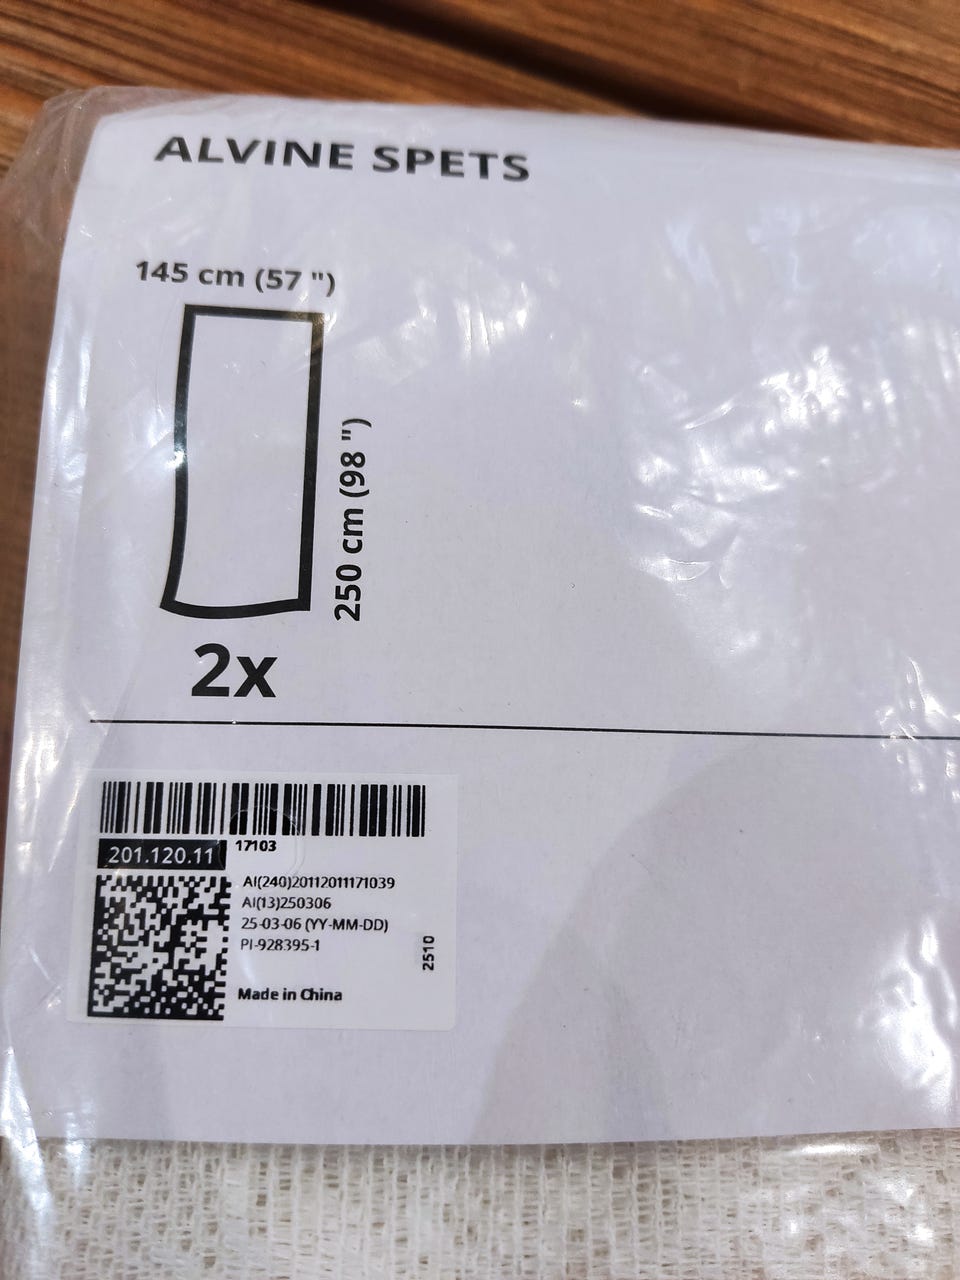 ALVINE SPETS
145 cm (57 ")
250 cm (98 ")
2x
17103
201.120.11
AI(240)20112011171039
AI(13)250306
25-03-06 (YY-MM-DD)
PI-928395-1
2510
Made in China